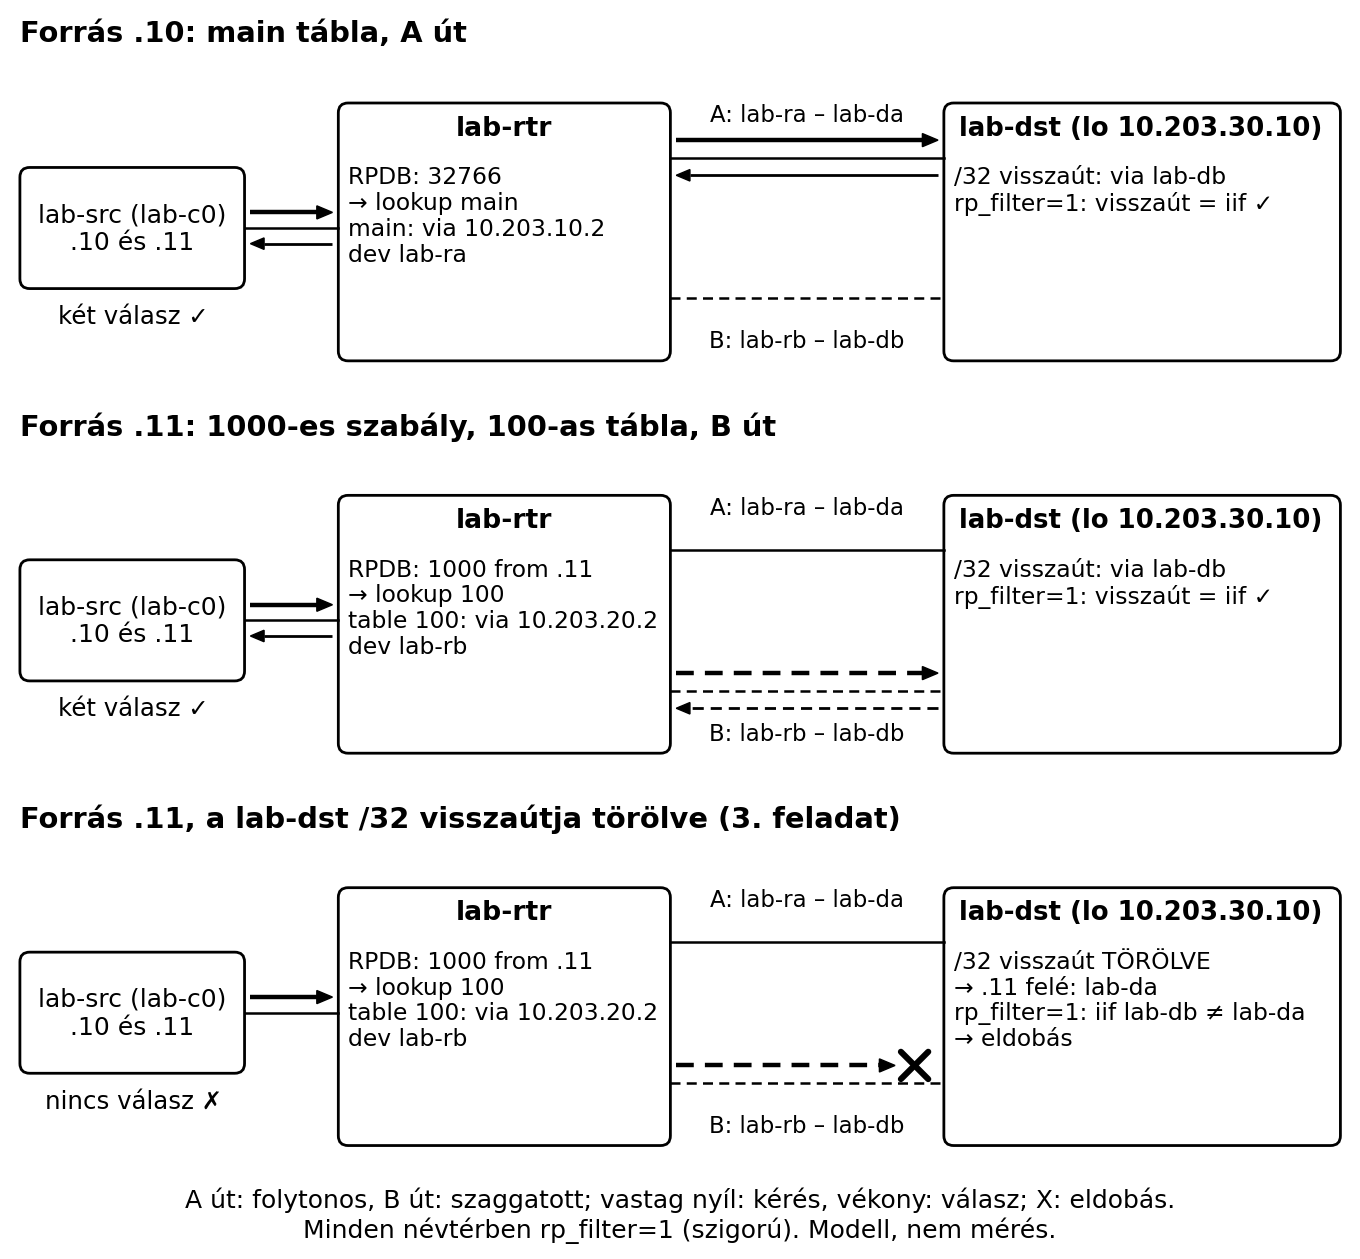 Forrás .10: main tábla, A út
lab-src (lab-c0)
.10 és .11
két válasz ✓
lab-rtr
RPDB: 32766
→ lookup main
main: via 10.203.10.2
dev lab-ra
A: lab-ra – lab-da
B: lab-rb – lab-db
lab-dst (lo 10.203.30.10)
/32 visszaút: via lab-db
rp_filter=1: visszaút = iif ✓
Forrás .11: 1000-es szabály, 100-as tábla, B út
lab-src (lab-c0)
.10 és .11
két válasz ✓
lab-rtr
RPDB: 1000 from .11
→ lookup 100
table 100: via 10.203.20.2
dev lab-rb
A: lab-ra – lab-da
B: lab-rb – lab-db
lab-dst (lo 10.203.30.10)
/32 visszaút: via lab-db
rp_filter=1: visszaút = iif ✓
Forrás .11, a lab-dst /32 visszaútja törölve (3. feladat)
lab-src (lab-c0)
.10 és .11
nincs válasz ✗
lab-rtr
RPDB: 1000 from .11
→ lookup 100
table 100: via 10.203.20.2
dev lab-rb
A: lab-ra – lab-da
B: lab-rb – lab-db
lab-dst (lo 10.203.30.10)
/32 visszaút TÖRÖLVE
→ .11 felé: lab-da
rp_filter=1: iif lab-db ≠ lab-da
→ eldobás
A út: folytonos, B út: szaggatott; vastag nyíl: kérés, vékony: válasz; X: eldobás.
Minden névtérben rp_filter=1 (szigorú). Modell, nem mérés.